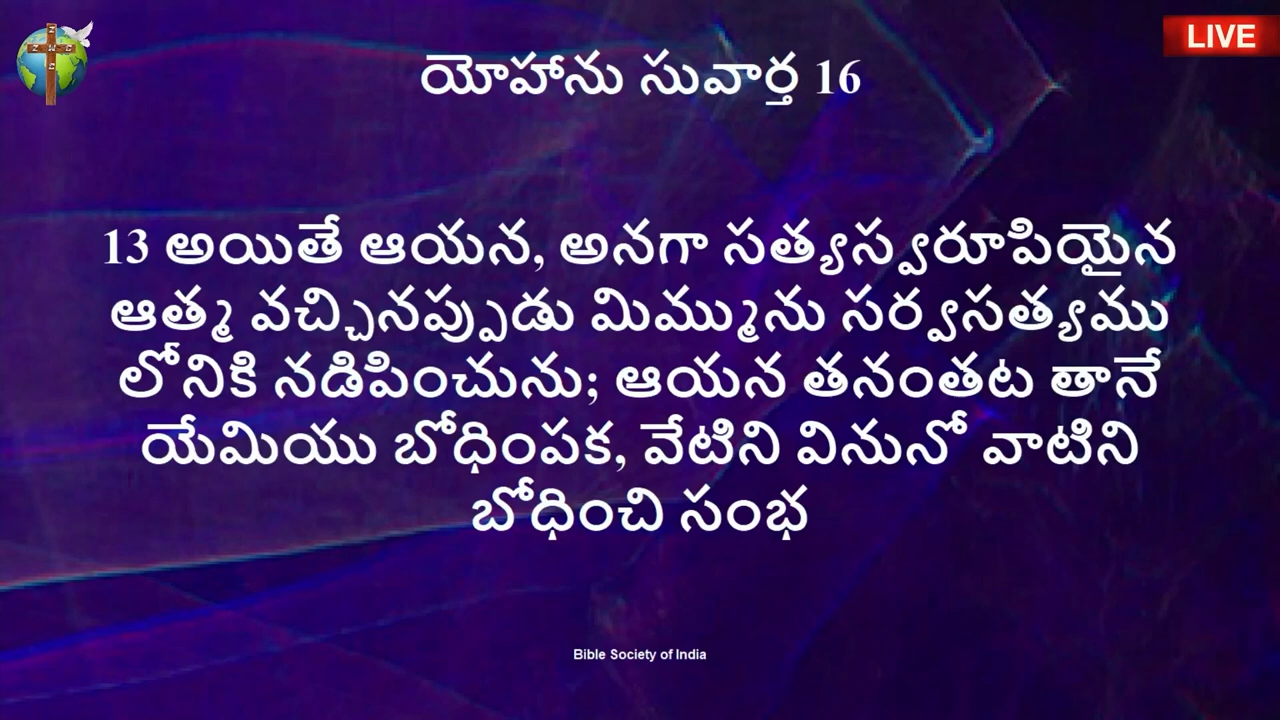 LIVE
Z
Z W C
S
యోహాను సువార్త 16
13 అయితే ఆయన, అనగా సత్యస్వరూపియైన
ఆత్మ వచ్చినప్పుడు మిమ్మును సర్వసత్యము
లోనికి నడిపించును; ఆయన తనంతట తానే
యేమియు బోధింపక, వేటిని వినునో వాటిని
బోధించి సంభ
Bible Society of India